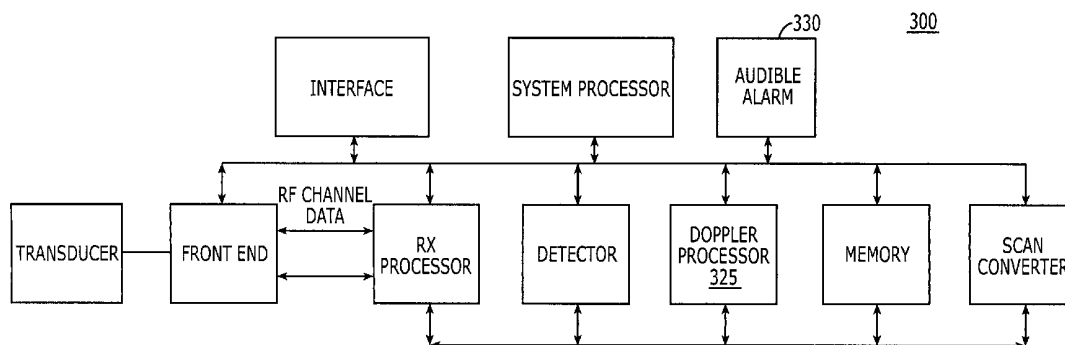 330
300
INTERFACE
SYSTEM PROCESSOR
AUDIBLE
ALARM
RF CHANNEL
DATA
TRANSDUCER
FRONT END
RX
PROCESSOR
DETECTOR
DOPPLER
PROCESSOR
325
MEMORY
SCAN
CONVERTER